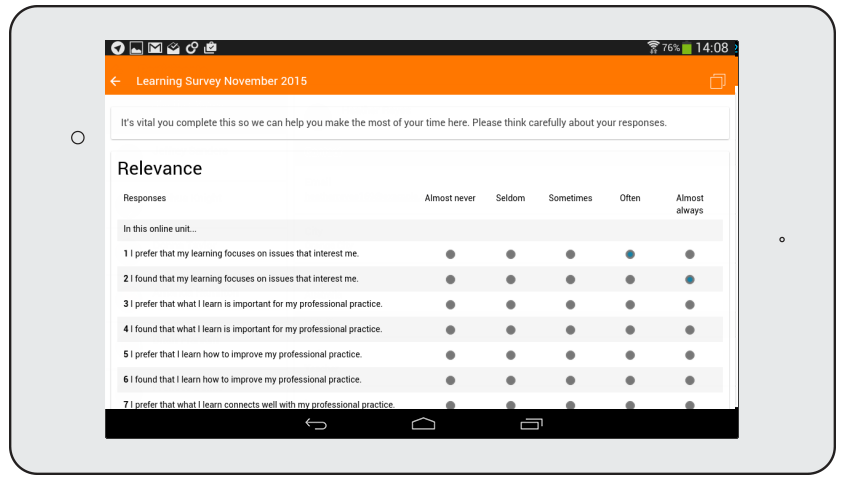 76% 14:08
Learning Survey November 2015
It's vital you complete this so we can help you make the most of your time here. Please think carefully about your responses.
Relevance
Responses Almost never Seldom Sometimes Often Almost always
In this online unit...
1 I prefer that my learning focuses on issues that interest me.
2 I found that my learning focuses on issues that interest me.
3 I prefer that what I learn is important for my professional practice.
4 I found that what I learn is important for my professional practice.
5 I prefer that I learn how to improve my professional practice.
6 I found that I learn how to improve my professional practice.
7 I prefer that what I learn connects well with my professional practice.